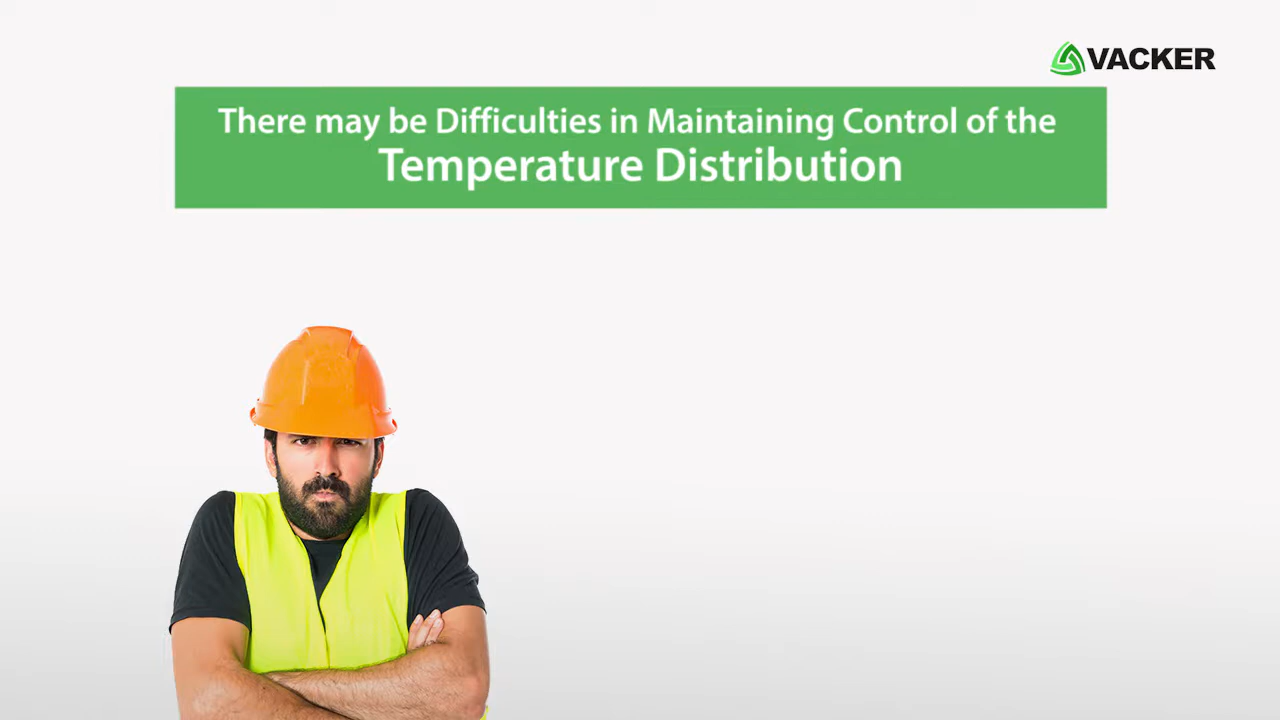 VACKER
There may be Difficulties in Maintaining Control of the
Temperature Distribution